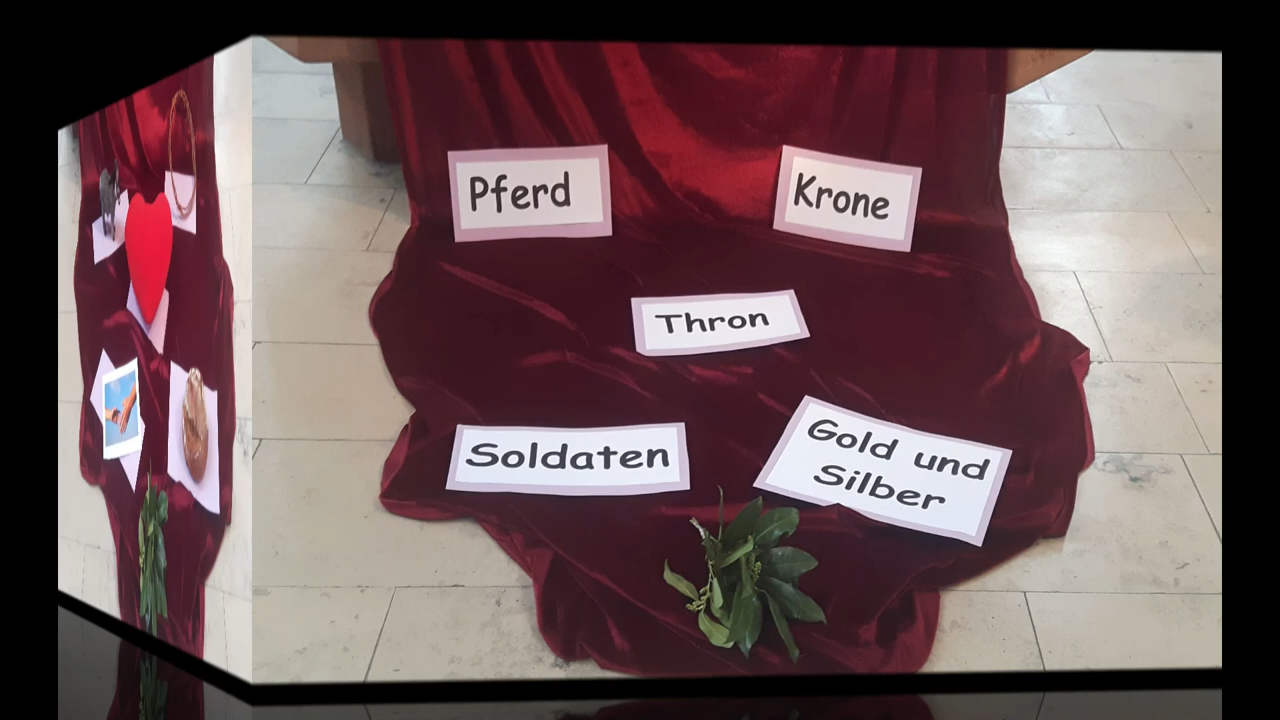 Pferd
Krone
Thron
Soldaten
Gold und
Silber